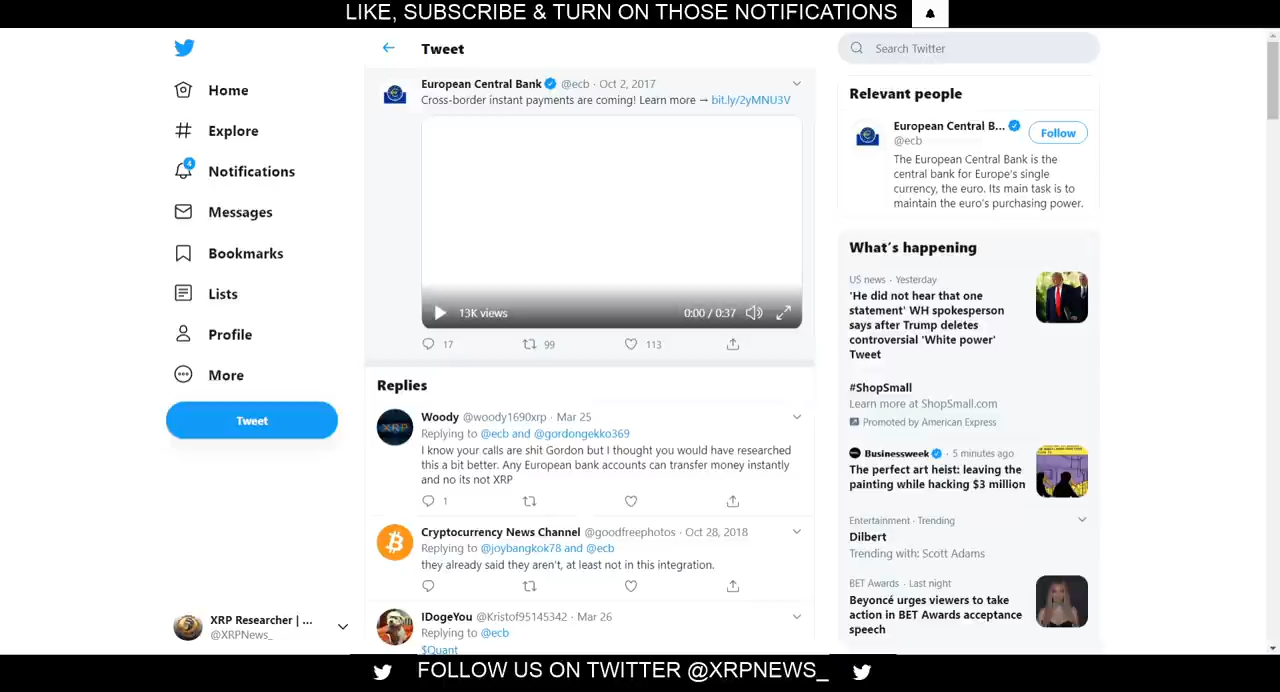 LIKE, SUBSCRIBE & TURN ON THOSE NOTIFICATIONS
Home
Explore
4
Notifications
Messages
Bookmarks
Lists
Profile
More
Tweet
XRP Researcher | ...
@XRPNews_
Tweet
European Central Bank @ecb · Oct 2, 2017
Cross-border instant payments are coming! Learn more → bit.ly/2yMNU3V
13K views
0:00 / 0:37
17
99
113
Replies
Woody @woody1690xrp · Mar 25
Replying to @ecb and @gordongekko369
I know your calls are shit Gordon but I thought you would have researched
this a bit better. Any European bank accounts can transfer money instantly
and no its not XRP
1
Cryptocurrency News Channel @goodfreephotos · Oct 28, 2018
Replying to @joybangkok78 and @ecb
they already said they aren't, at least not in this integration.
IDogeYou @Kristof95145342 · Mar 26
Replying to @ecb
$Quant
Search Twitter
Relevant people
European Central B...
@ecb
Follow
The European Central Bank is the
central bank for Europe's single
currency, the euro. Its main task is to
maintain the euro's purchasing power.
What's happening
US news · Yesterday
'He did not hear that one
statement' WH spokesperson
says after Trump deletes
controversial 'White power'
Tweet
#ShopSmall
Learn more at ShopSmall.com
Promoted by American Express
Businessweek · 5 minutes ago
The perfect art heist: leaving the
painting while hacking $3 million
Entertainment · Trending
Dilbert
Trending with: Scott Adams
BET Awards · Last night
Beyoncé urges viewers to take
action in BET Awards acceptance
speech
FOLLOW US ON TWITTER @XRPNEWS_